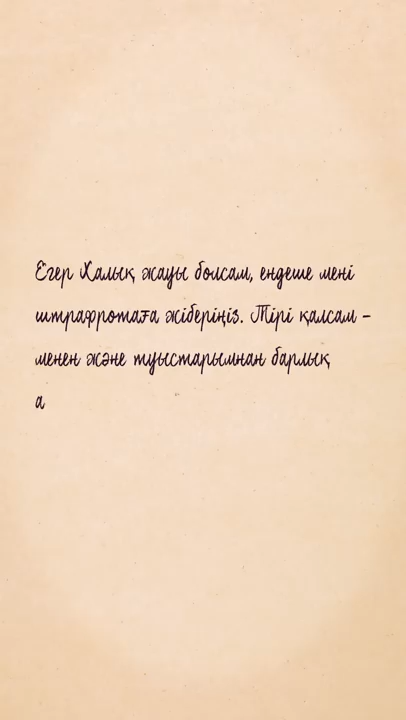 Егер Халық жауы болсам, ендеше мені
штрафротаға жіберіңіз. Тірі қалсам -
менен және туыстарымнан барлық
а